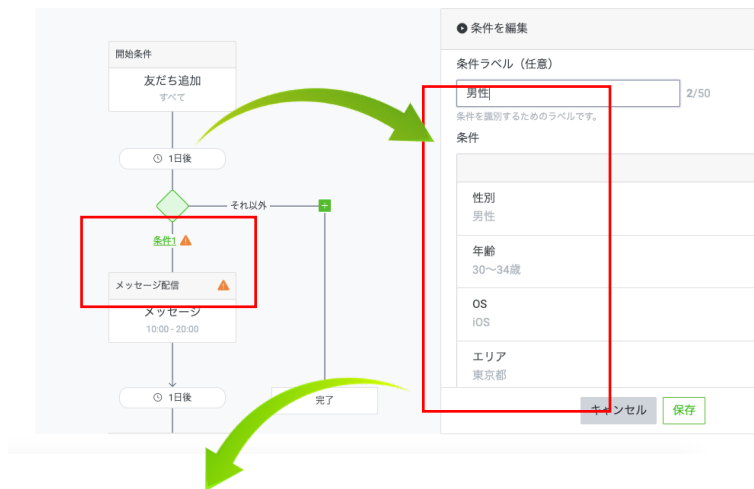 開始条件
友だち追加
すべて
1日後
それ以外
条件1
メッセージ配信
メッセージ
10:00 - 20:00
1日後
完了
条件を編集
条件ラベル（任意）
男性
2/50
条件を識別するためのラベルです。
条件
性別
男性
年齢
30〜34歳
OS
iOS
エリア
東京都
キャンセル
保存